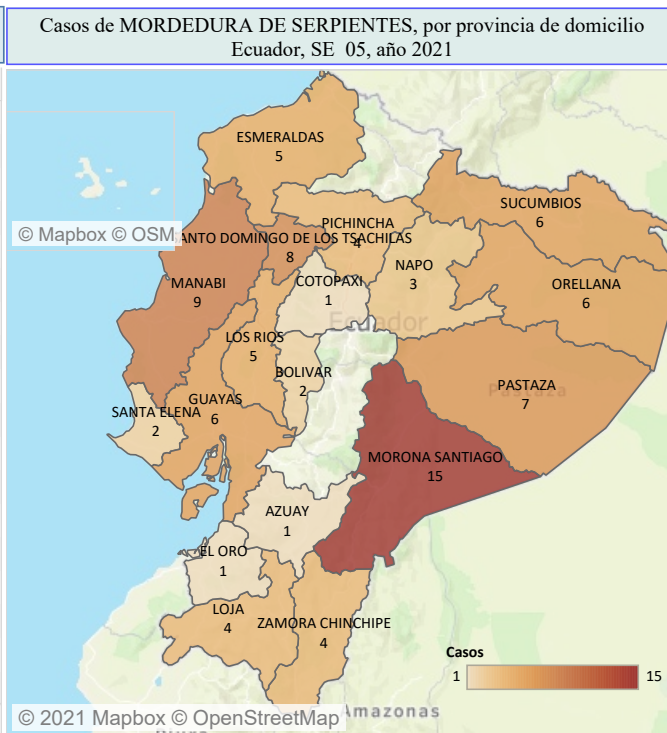 Casos de MORDEDURA DE SERPIENTES, por provincia de domicilio
Ecuador, SE 05, año 2021
ESMERALDAS
5
SUCUMBIOS
6
© Mapbox © OSM
PICHINCHA
4
ANTO DOMINGO DE LOS TSACHILAS
8
NAPO
3
MANABI
9
COTOPAXI
1
ORELLANA
6
Ecuador
LOS RIOS
5
BOLIVAR
2
Pastaza
PASTAZA
7
GUAYAS
6
SANTA ELENA
2
MORONA SANTIAGO
15
AZUAY
1
EL ORO
1
LOJA
4
ZAMORA CHINCHIPE
4
Casos
1 15
© 2021 Mapbox © OpenStreetMap
Amazonas